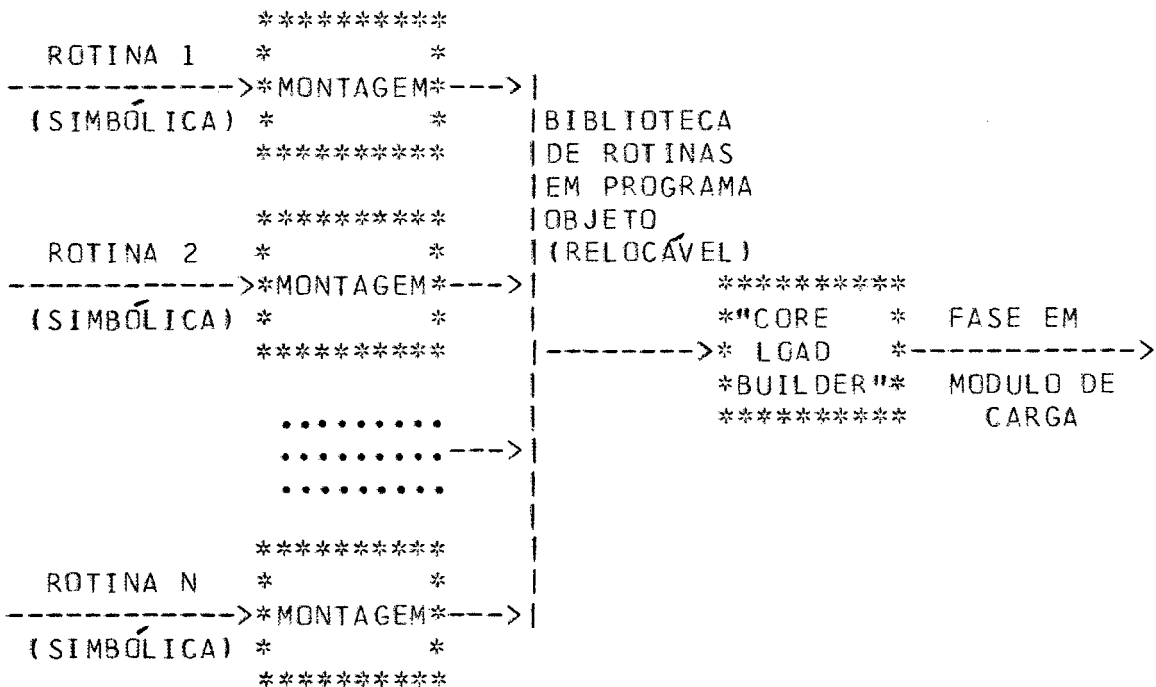 **********
ROTINA 1 * *
------------>*MONTAGEM*--->|
(SIMBÓLICA) * * |BIBLIOTECA
********** |DE ROTINAS
|EM PROGRAMA
********** |OBJETO
ROTINA 2 * * |(RELOCÁVEL)
------------>*MONTAGEM*--->| **********
(SIMBÓLICA) * * | *"CORE * FASE EM
********** |-------->* LOAD *------------->
| *BUILDER"* MODULO DE
......... | ********** CARGA
.........--->|
......... |
|
********** |
ROTINA N * * |
------------>*MONTAGEM*--->|
(SIMBÓLICA) * *
**********